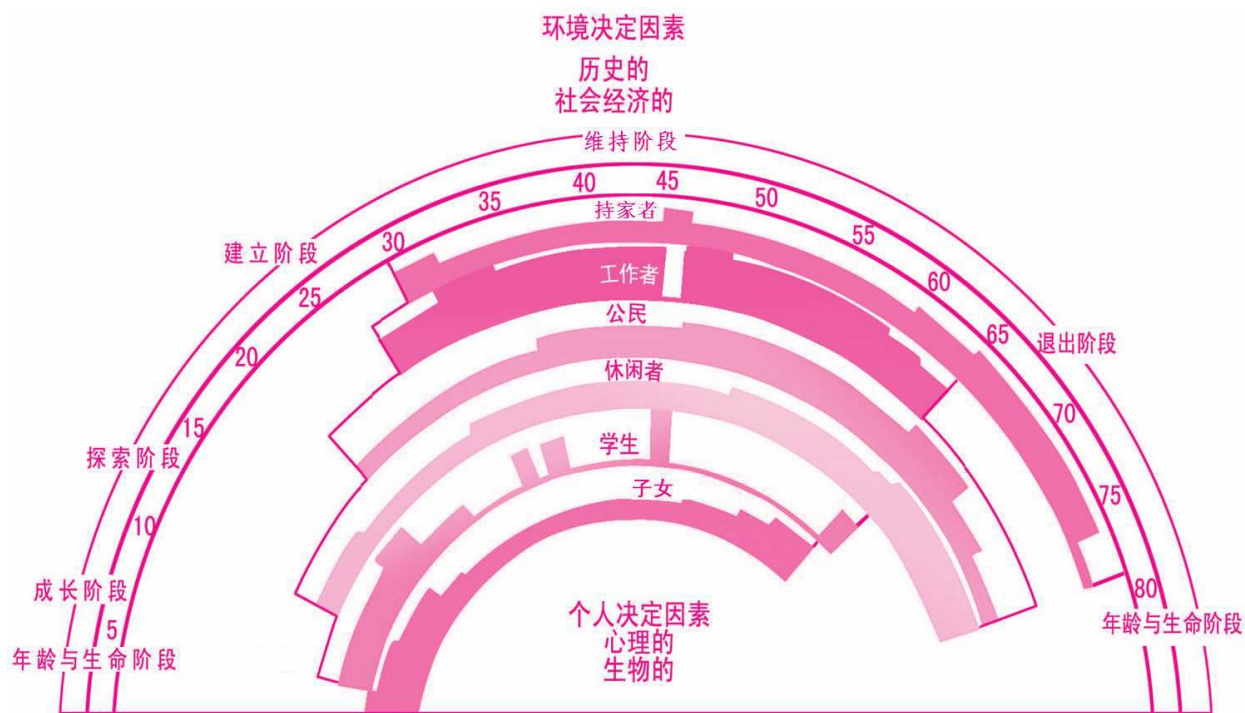 环境决定因素
历史的
社会经济的
维持阶段
35
40
45
50
持家者
30
55
建立阶段
25
工作者
60
公民
20
65
退出阶段
休闲者
15
70
探索阶段
学生
子女
75
10
成长阶段
80
5
个人决定因素
心理的
生物的
年龄与生命阶段
年龄与生命阶段